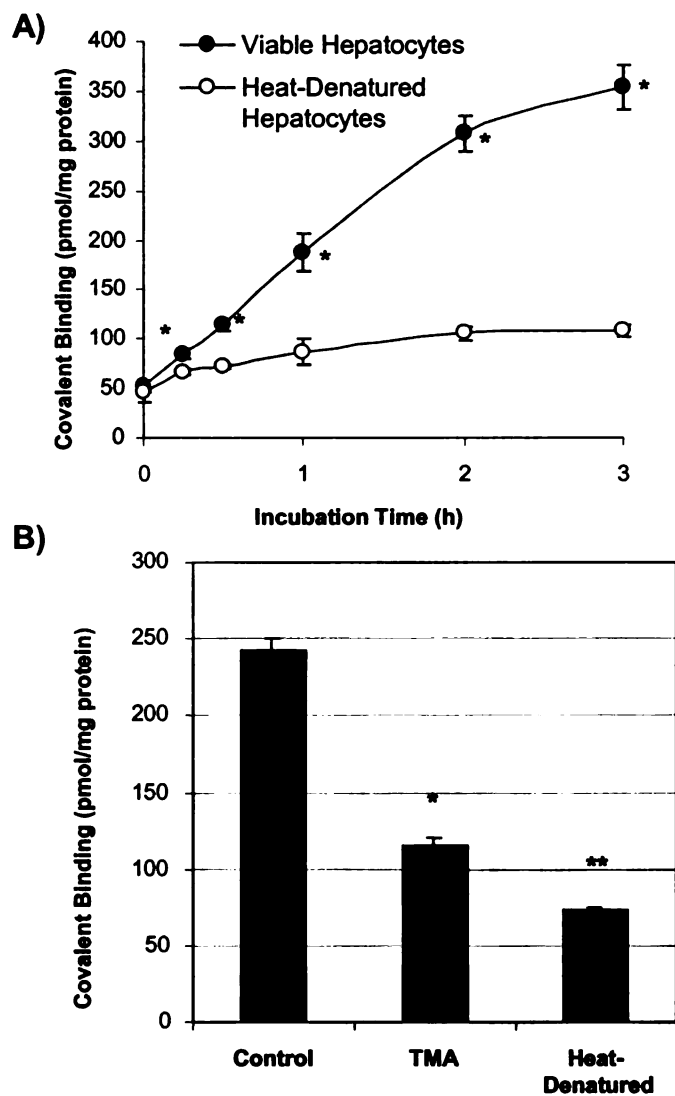 A)
Viable Hepatocytes
Heat-Denatured
Hepatocytes
Covalent Binding (pmol/mg protein)
400
350
300
250
200
150
100
50
0
*
*
*
*
*
0
1
2
3
Incubation Time (h)
B)
Covalent Binding (pmol/mg protein)
300
250
200
150
100
50
0
*
**
Control
TMA
Heat-
Denatured